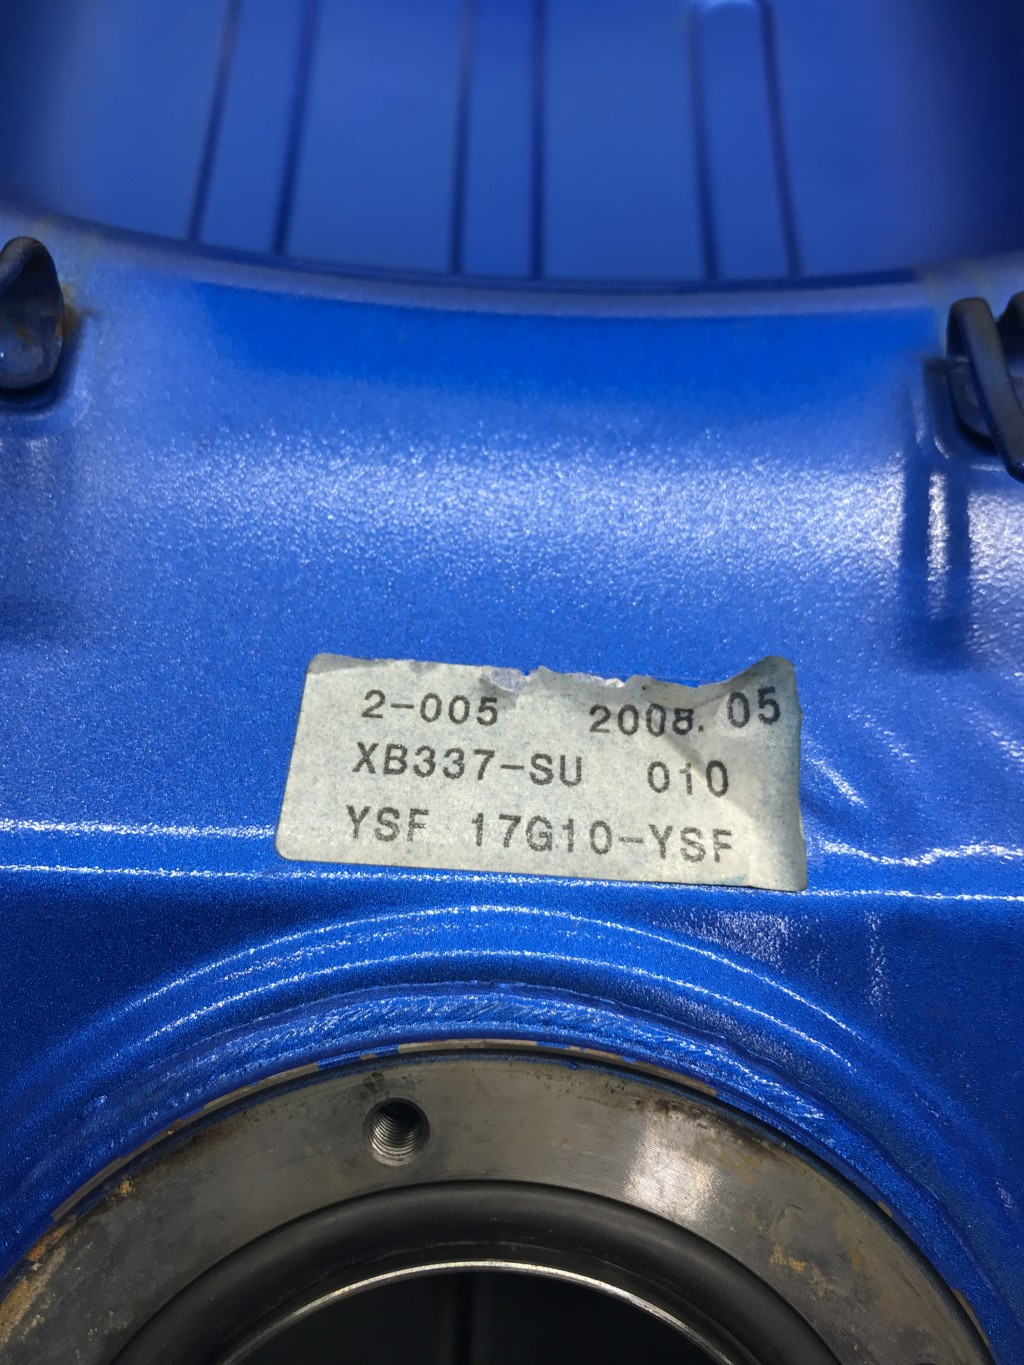 2-005 2008. 05
XB337-SU 010
YSF 17G10-YSF